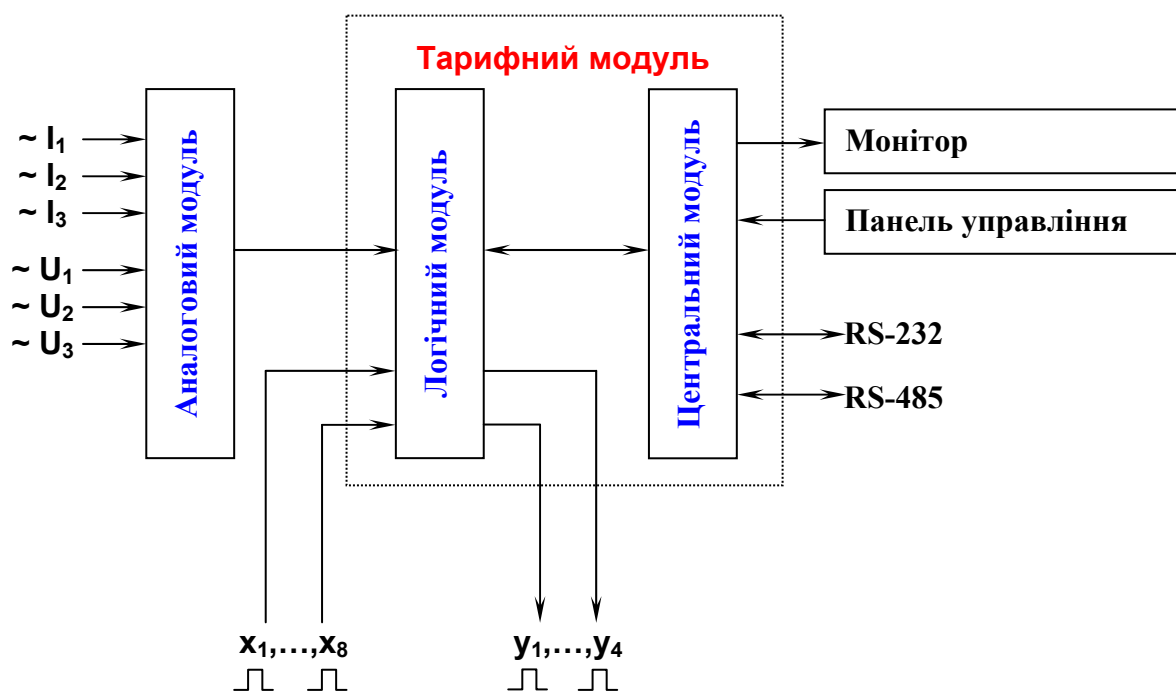 Тарифний модуль
~ I₁
~ I₂
~ I₃
~ U₁
~ U₂
~ U₃
Аналоговий модуль
Логічний модуль
Центральний модуль
Монітор
Панель управління
RS-232
RS-485
x₁,…,x₈
y₁,…,y₄